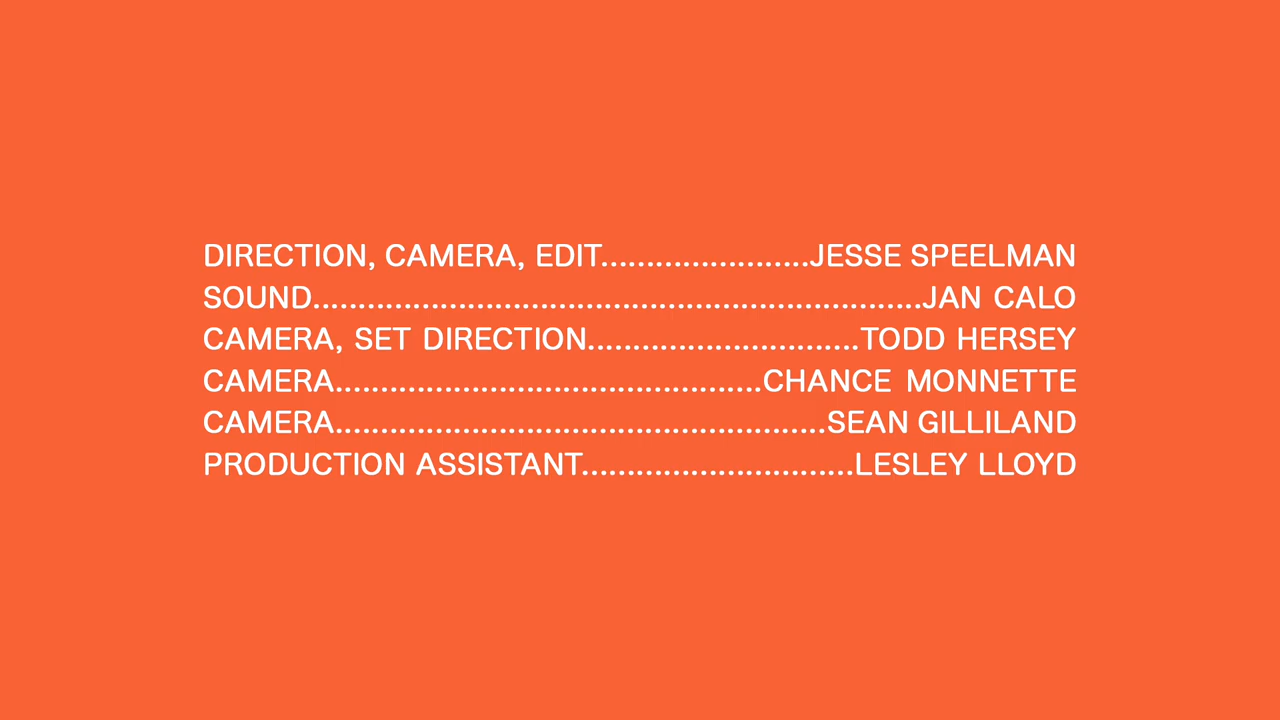 DIRECTION, CAMERA, EDIT.......................JESSE SPEELMAN
SOUND...................................................................JAN CALO
CAMERA, SET DIRECTION..............................TODD HERSEY
CAMERA...............................................CHANCE MONNETTE
CAMERA......................................................SEAN GILLILAND
PRODUCTION ASSISTANT..............................LESLEY LLOYD